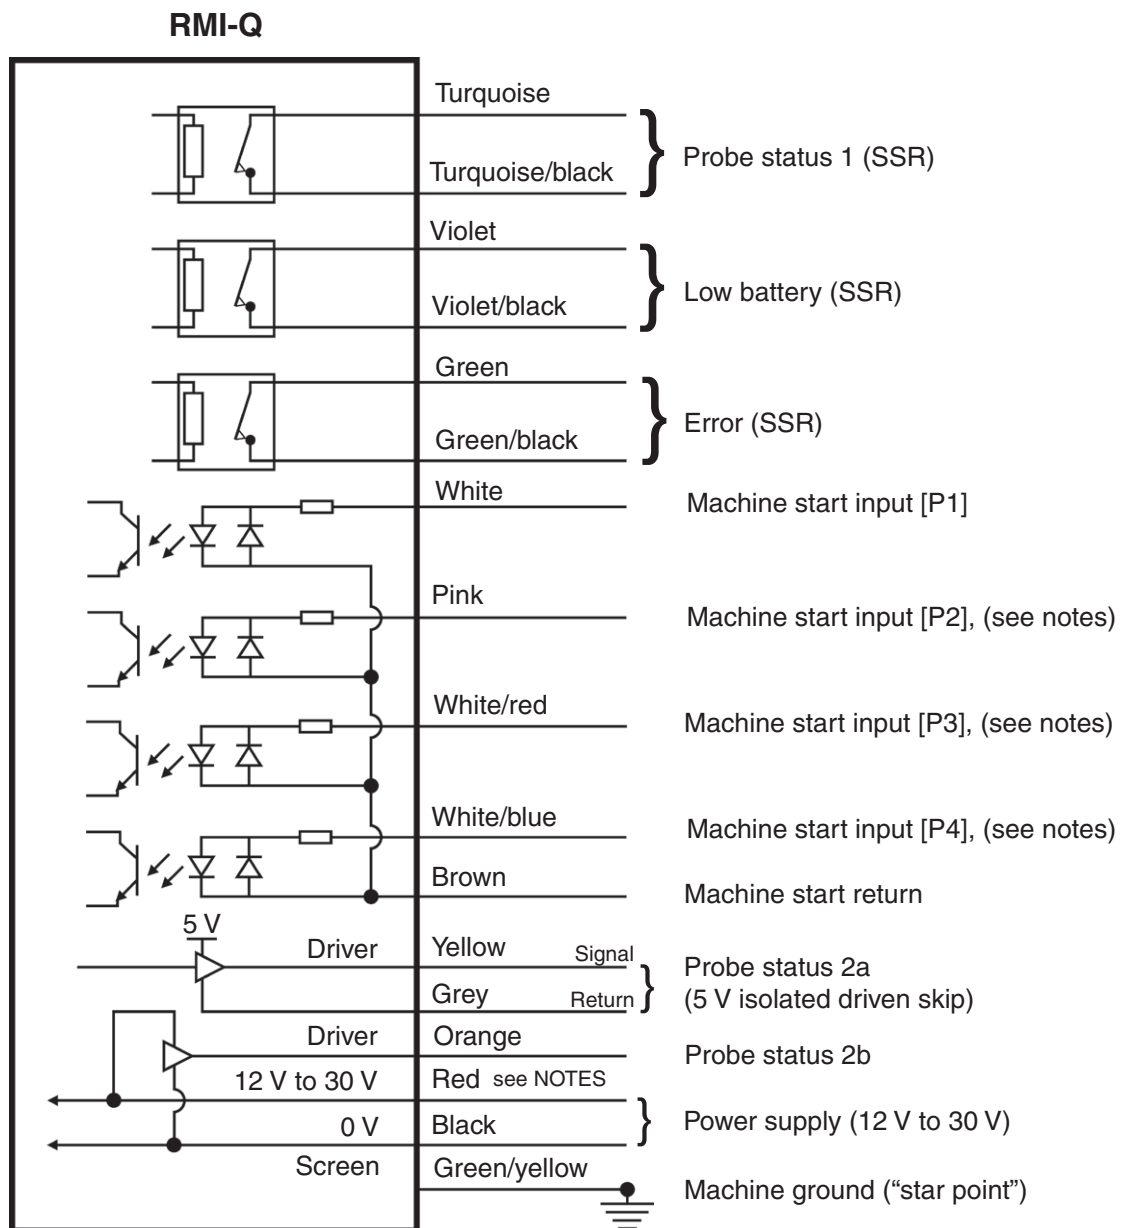 RMI-Q
Turquoise
Turquoise/black
Probe status 1 (SSR)
Violet
Violet/black
Low battery (SSR)
Green
Green/black
Error (SSR)
White
Machine start input [P1]
Pink
Machine start input [P2], (see notes)
White/red
Machine start input [P3], (see notes)
White/blue
Machine start input [P4], (see notes)
Brown
Machine start return
5 V
Driver
Yellow
Signal
Grey
Return
Probe status 2a
(5 V isolated driven skip)
Driver
Orange
Probe status 2b
12 V to 30 V
Red see NOTES
0 V
Black
Power supply (12 V to 30 V)
Screen
Green/yellow
Machine ground (“star point”)